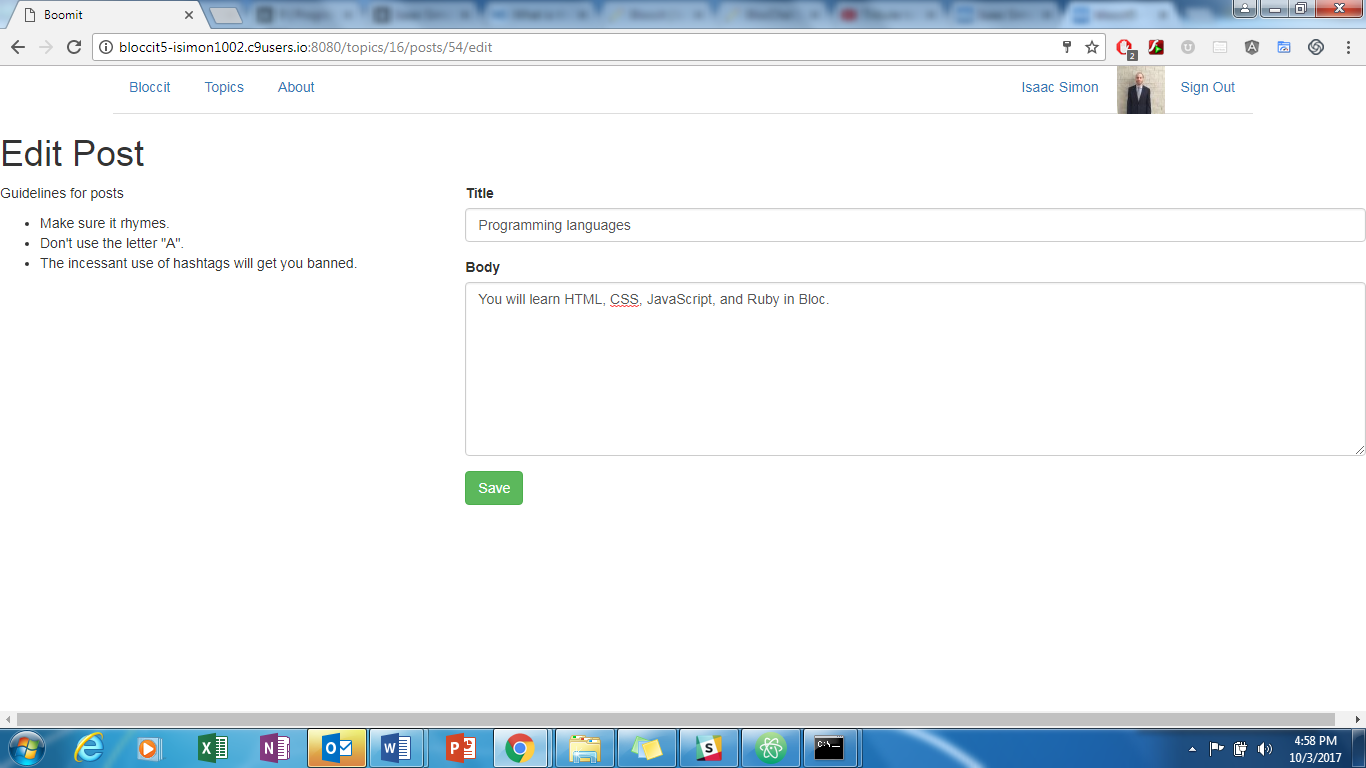 Boomit
bloccit5-isimon1002.c9users.io:8080/topics/16/posts/54/edit
2
Bloccit Topics About Isaac Simon Sign Out
Edit Post
Guidelines for posts
Make sure it rhymes.
Don't use the letter "A".
The incessant use of hashtags will get you banned.
Title
Programming languages
Body
You will learn HTML, CSS, JavaScript, and Ruby in Bloc.
Save
4:58 PM
10/3/2017